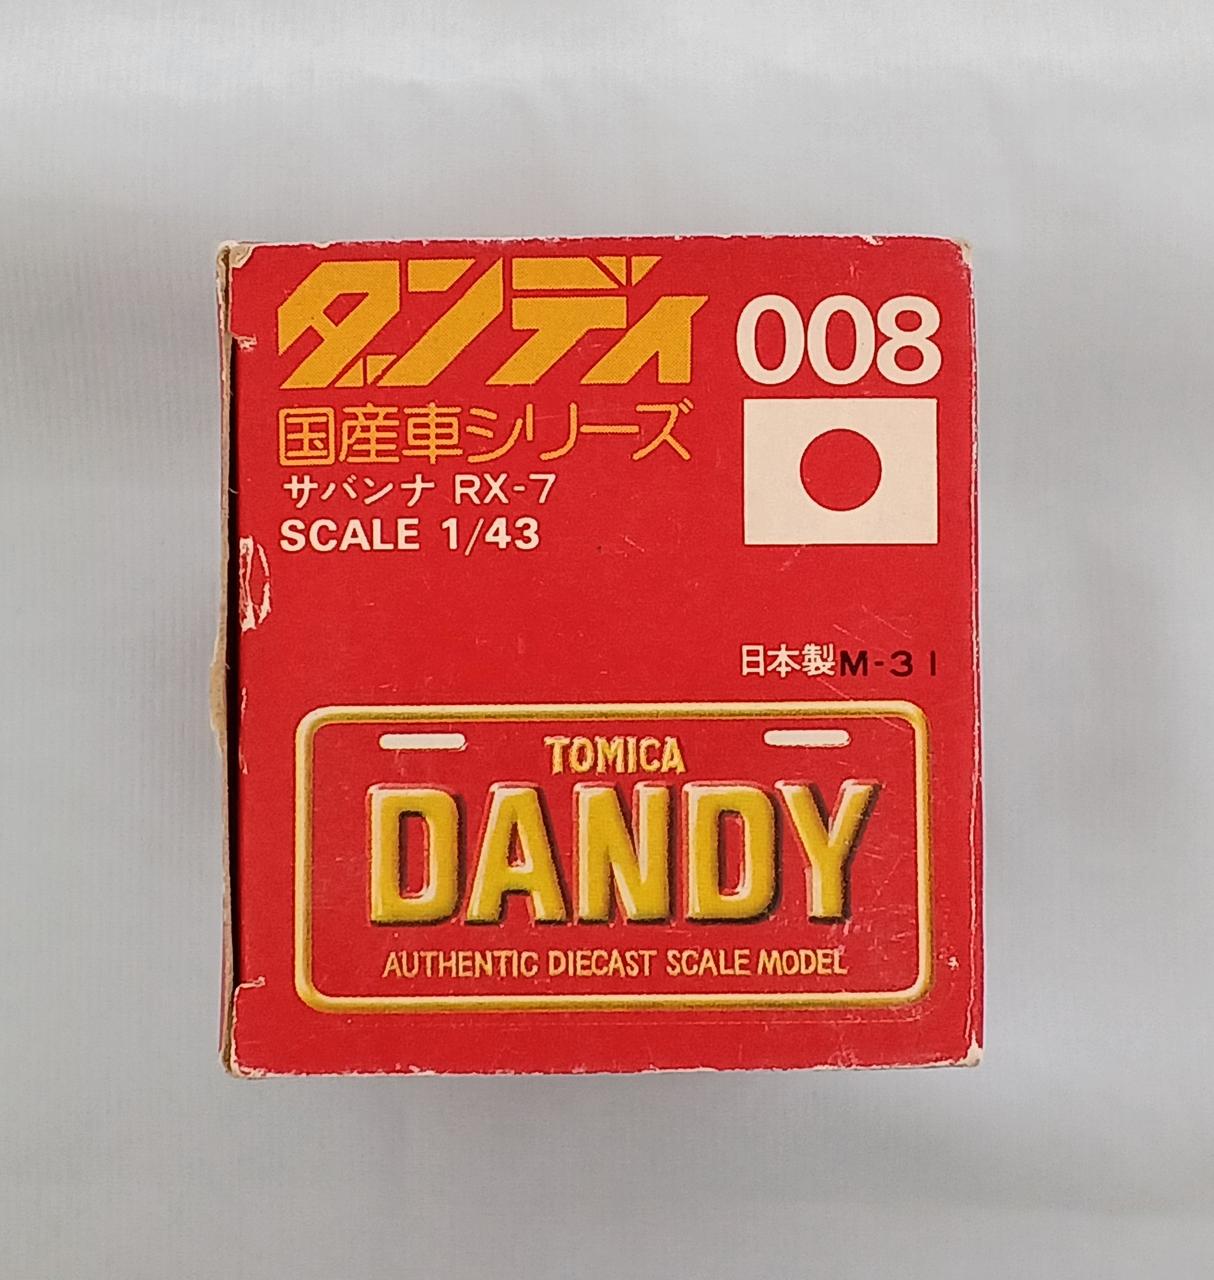 ダンディ 008
国産車シリーズ
サバンナ RX-7
SCALE 1/43
日本製 M-31
TOMICA
DANDY
AUTHENTIC DIECAST SCALE MODEL